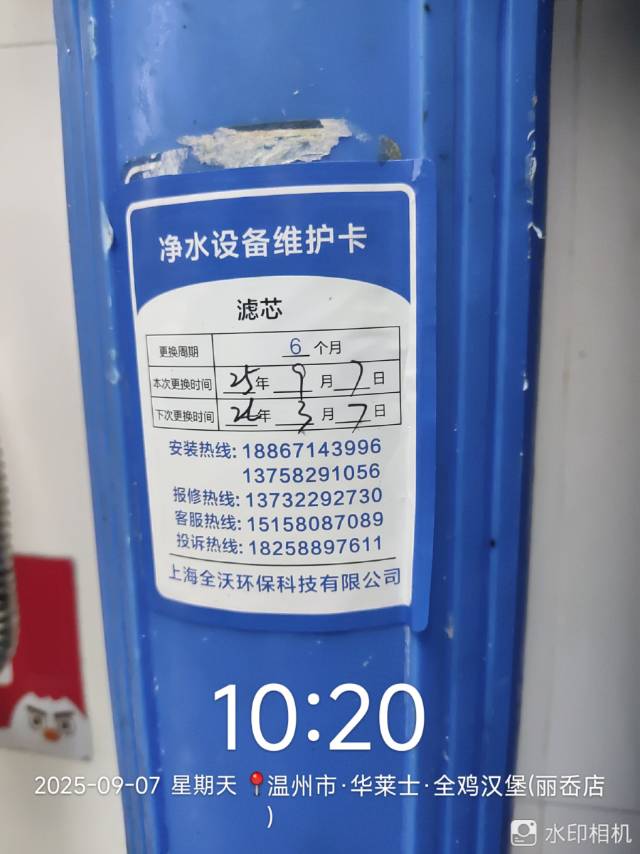 净水设备维护卡
滤芯
更换周期 6 个月
本次更换时间 25年 9月 7日
下次更换时间 26年 3月 7日
安装热线: 18867143996
13758291056
报修热线: 13732292730
客服热线: 15158087089
投诉热线: 18258897611
上海全沃环保科技有限公司
10:20
2025-09-07 星期天 温州市·华莱士·全鸡汉堡(丽岙店
)
水印相机